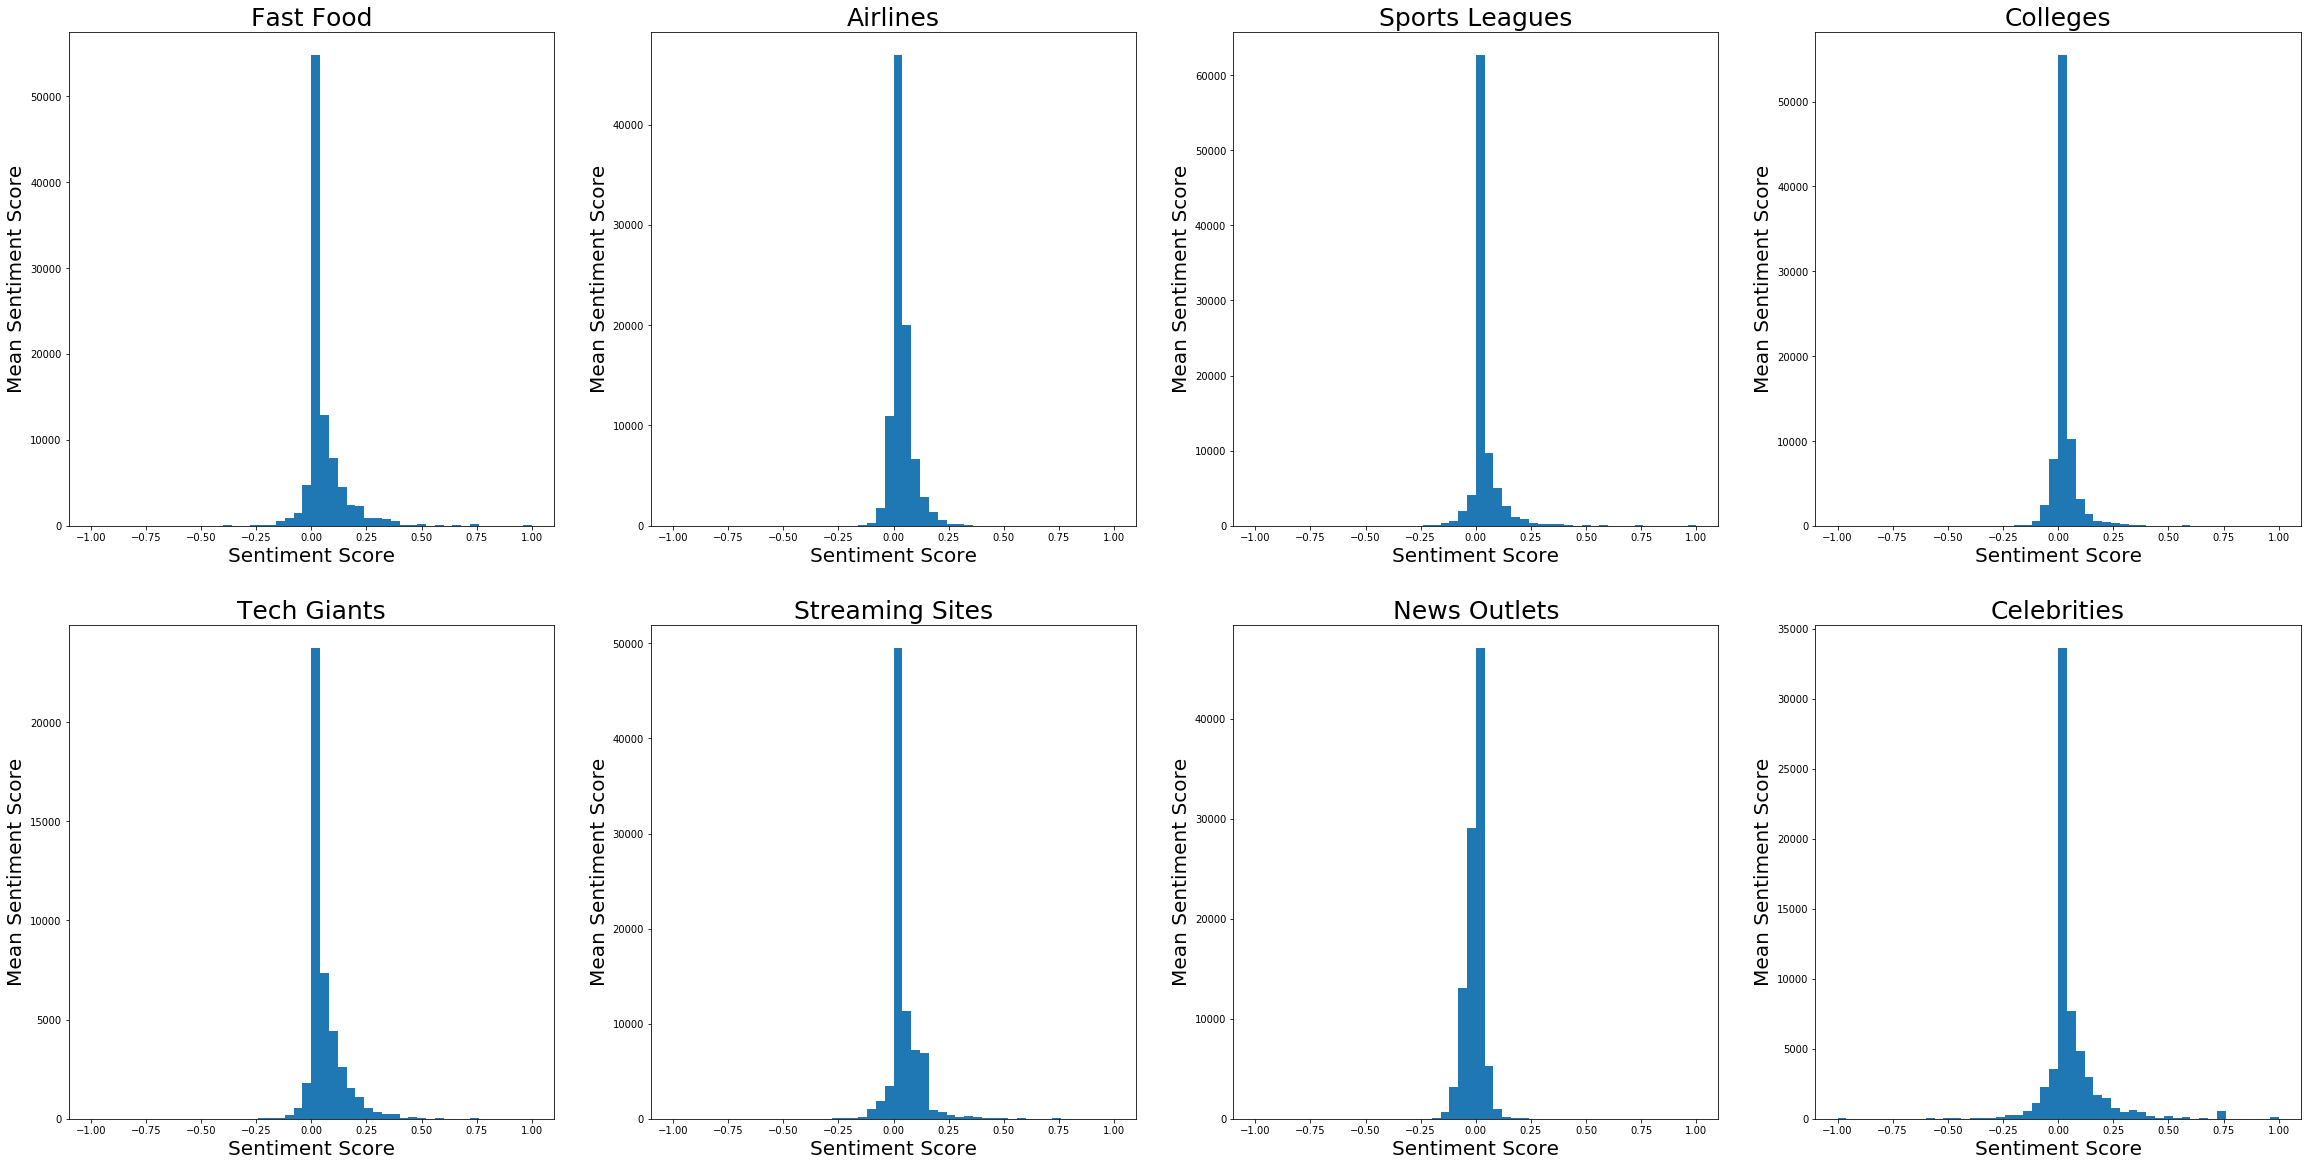 Fast Food
Airlines
Sports Leagues
Colleges
Mean Sentiment Score
50000
40000
30000
20000
10000
0
−1.00 −0.75 −0.50 −0.25 0.00 0.25 0.50 0.75 1.00
Sentiment Score
Mean Sentiment Score
40000
30000
20000
10000
0
−1.00 −0.75 −0.50 −0.25 0.00 0.25 0.50 0.75 1.00
Sentiment Score
Mean Sentiment Score
60000
50000
40000
30000
20000
10000
0
−1.00 −0.75 −0.50 −0.25 0.00 0.25 0.50 0.75 1.00
Sentiment Score
Mean Sentiment Score
50000
40000
30000
20000
10000
0
−1.00 −0.75 −0.50 −0.25 0.00 0.25 0.50 0.75 1.00
Sentiment Score
Tech Giants
Streaming Sites
News Outlets
Celebrities
Mean Sentiment Score
20000
15000
10000
5000
0
−1.00 −0.75 −0.50 −0.25 0.00 0.25 0.50 0.75 1.00
Sentiment Score
Mean Sentiment Score
50000
40000
30000
20000
10000
0
−1.00 −0.75 −0.50 −0.25 0.00 0.25 0.50 0.75 1.00
Sentiment Score
Mean Sentiment Score
40000
30000
20000
10000
0
−1.00 −0.75 −0.50 −0.25 0.00 0.25 0.50 0.75 1.00
Sentiment Score
Mean Sentiment Score
35000
30000
25000
20000
15000
10000
5000
0
−1.00 −0.75 −0.50 −0.25 0.00 0.25 0.50 0.75 1.00
Sentiment Score